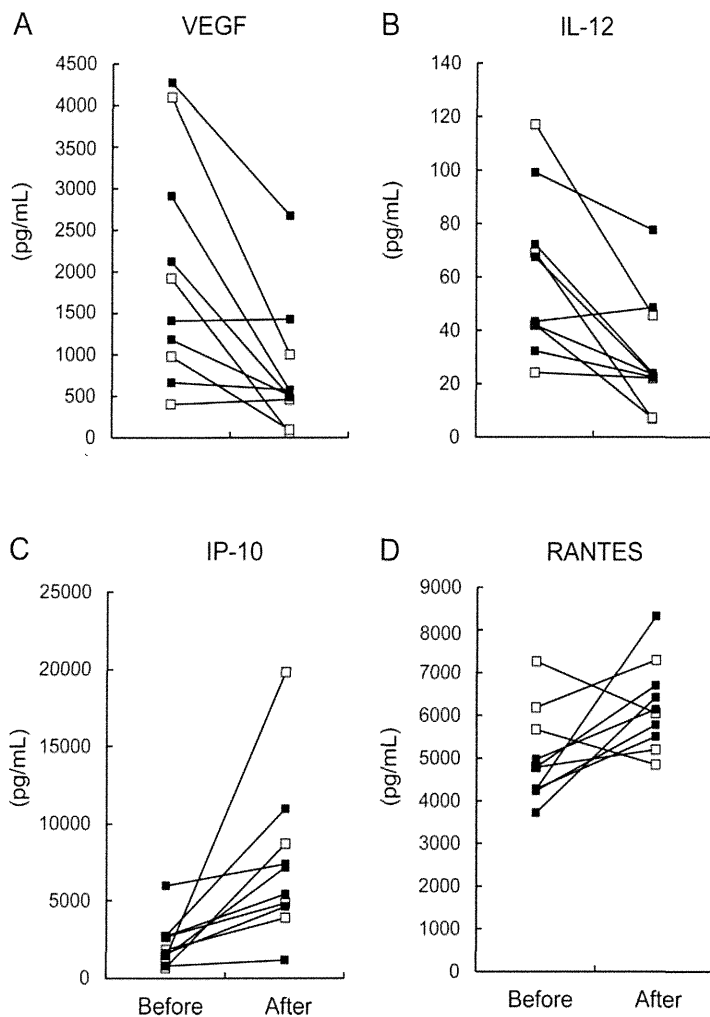 A
VEGF
(pg/mL)
4500
4000
3500
3000
2500
2000
1500
1000
500
0
B
IL-12
(pg/mL)
140
120
100
80
60
40
20
0
C
IP-10
(pg/mL)
25000
20000
15000
10000
5000
0
Before
After
D
RANTES
(pg/mL)
9000
8000
7000
6000
5000
4000
3000
2000
1000
0
Before
After